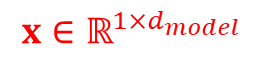 𝐱 ∈ ℝ^{1×d_{model}}